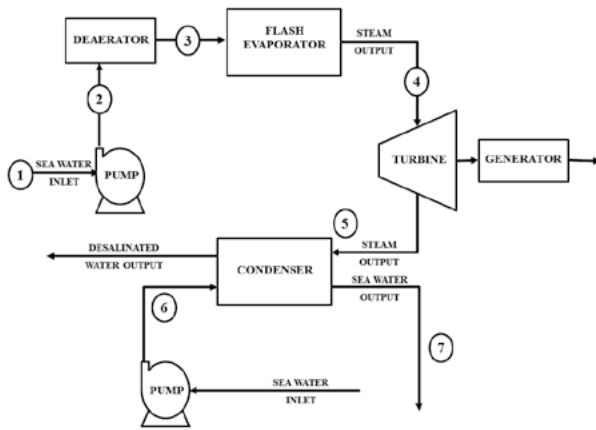 DEAERATOR
3
FLASH
EVAPORATOR
STEAM
OUTPUT
4
2
1
SEA WATER
INLET
PUMP
TURBINE
GENERATOR
5
DESALINATED
WATER OUTPUT
CONDENSER
STEAM
OUTPUT
SEA WATER
OUTPUT
6
7
PUMP
SEA WATER
INLET